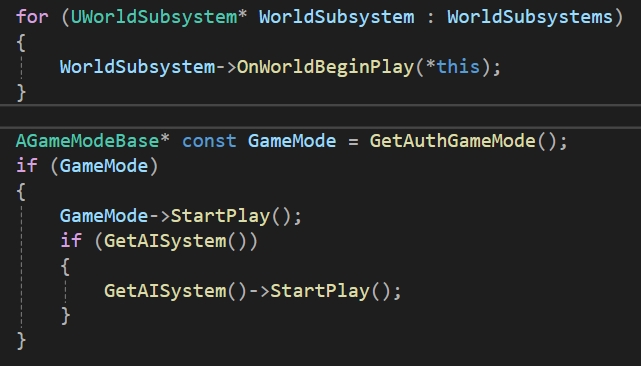 for (UWorldSubsystem* WorldSubsystem : WorldSubsystems)
{
    WorldSubsystem->OnWorldBeginPlay(*this);
}
AGameModeBase* const GameMode = GetAuthGameMode();
if (GameMode)
{
    GameMode->StartPlay();
    if (GetAISystem())
    {
        GetAISystem()->StartPlay();
    }
}